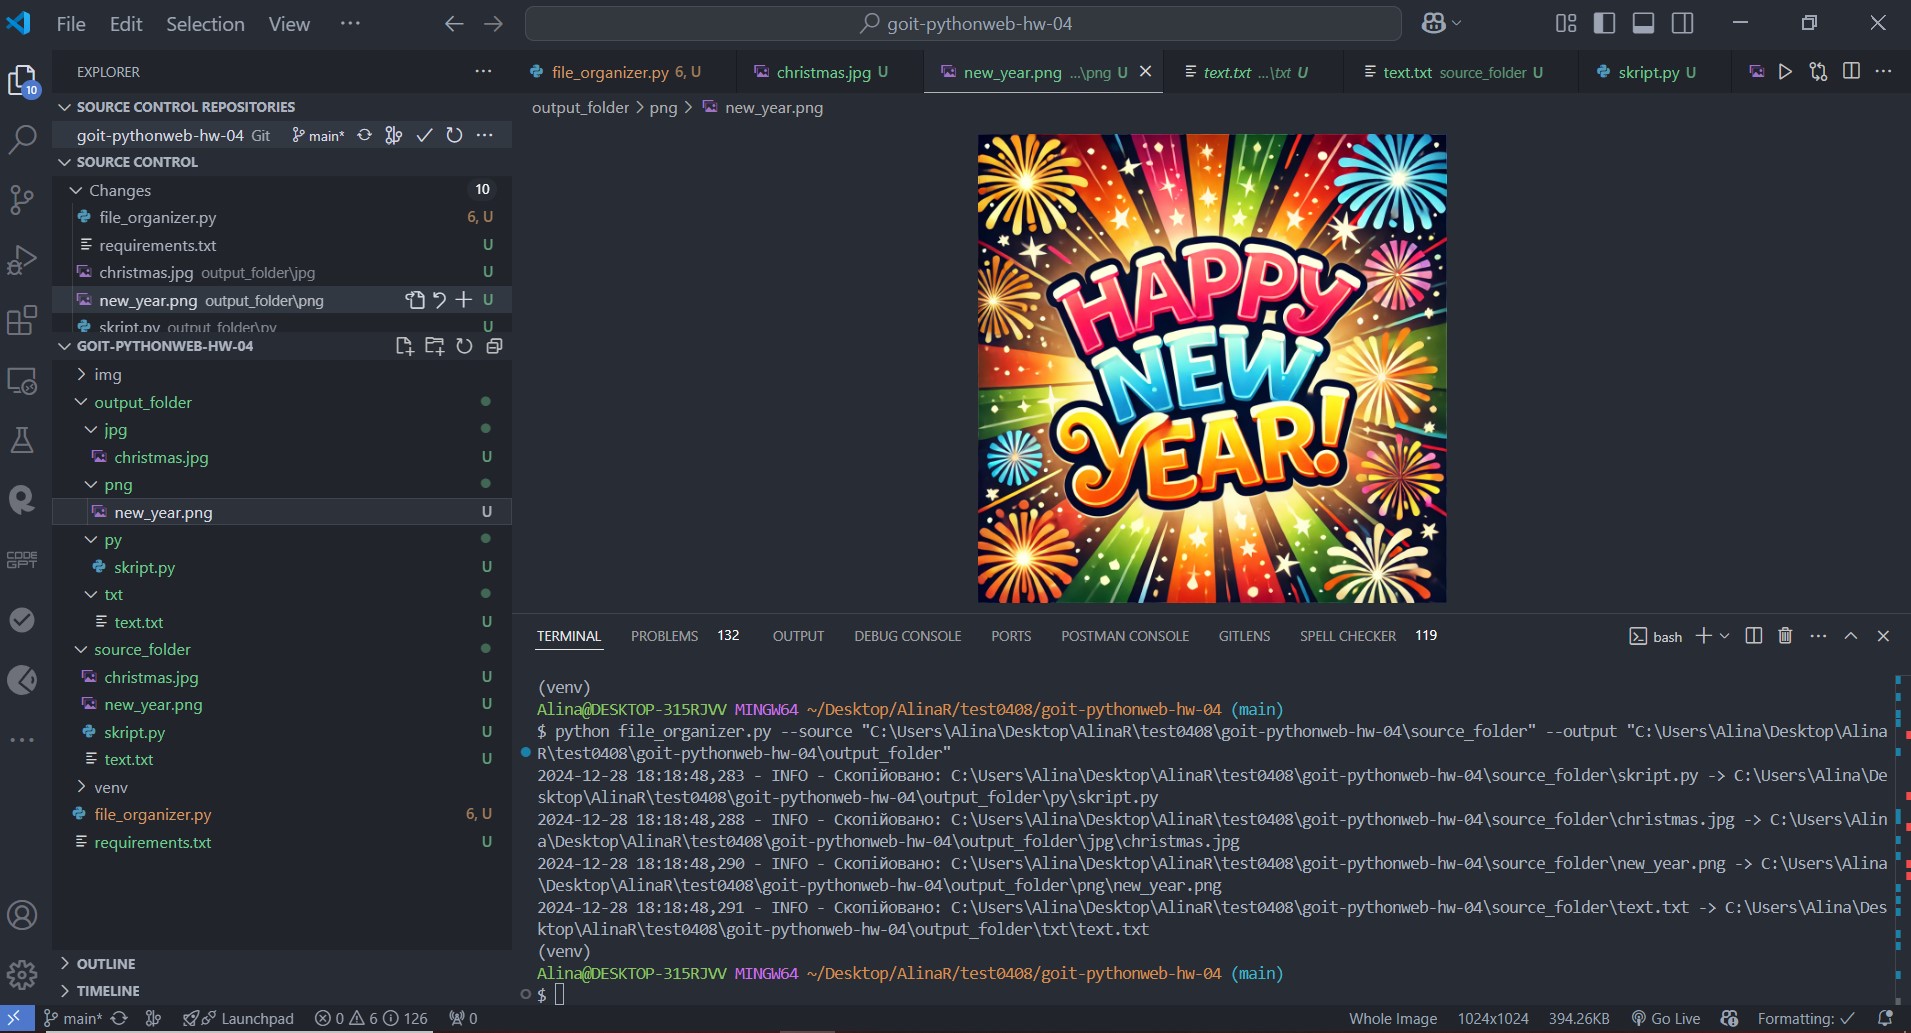 File Edit Selection View ··· goit-pythonweb-hw-04
EXPLORER ···
10
SOURCE CONTROL REPOSITORIES
goit-pythonweb-hw-04 Git main* ···
SOURCE CONTROL
Changes 10
file_organizer.py 6, U
requirements.txt U
christmas.jpg output_folder\jpg U
new_year.png output_folder\png U
skript.py output_folder\py U
GOIT-PYTHONWEB-HW-04
img
output_folder
jpg
christmas.jpg U
png
new_year.png U
py
skript.py U
txt
text.txt U
source_folder
christmas.jpg U
new_year.png U
skript.py U
text.txt U
venv
file_organizer.py 6, U
requirements.txt U
OUTLINE
TIMELINE
CODE
GPT
file_organizer.py 6, U christmas.jpg U new_year.png ...\png U text.txt ...\txt U text.txt source_folder U skript.py U ···
output_folder > png > new_year.png
HAPPY
NEW
YEAR!
TERMINAL PROBLEMS 132 OUTPUT DEBUG CONSOLE PORTS POSTMAN CONSOLE GITLENS SPELL CHECKER 119 bash ···
(venv)
Alina@DESKTOP-315RJVV MINGW64 ~/Desktop/AlinaR/test0408/goit-pythonweb-hw-04 (main)
$ python file_organizer.py --source "C:\Users\Alina\Desktop\AlinaR\test0408\goit-pythonweb-hw-04\source_folder" --output "C:\Users\Alina\Desktop\Alina
R\test0408\goit-pythonweb-hw-04\output_folder"
2024-12-28 18:18:48,283 - INFO - Скопійовано: C:\Users\Alina\Desktop\AlinaR\test0408\goit-pythonweb-hw-04\source_folder\skript.py -> C:\Users\Alina\De
sktop\AlinaR\test0408\goit-pythonweb-hw-04\output_folder\py\skript.py
2024-12-28 18:18:48,288 - INFO - Скопійовано: C:\Users\Alina\Desktop\AlinaR\test0408\goit-pythonweb-hw-04\source_folder\christmas.jpg -> C:\Users\Alin
a\Desktop\AlinaR\test0408\goit-pythonweb-hw-04\output_folder\jpg\christmas.jpg
2024-12-28 18:18:48,290 - INFO - Скопійовано: C:\Users\Alina\Desktop\AlinaR\test0408\goit-pythonweb-hw-04\source_folder\new_year.png -> C:\Users\Alina
\Desktop\AlinaR\test0408\goit-pythonweb-hw-04\output_folder\png\new_year.png
2024-12-28 18:18:48,291 - INFO - Скопійовано: C:\Users\Alina\Desktop\AlinaR\test0408\goit-pythonweb-hw-04\source_folder\text.txt -> C:\Users\Alina\Des
ktop\AlinaR\test0408\goit-pythonweb-hw-04\output_folder\txt\text.txt
(venv)
Alina@DESKTOP-315RJVV MINGW64 ~/Desktop/AlinaR/test0408/goit-pythonweb-hw-04 (main)
$
main* Launchpad 0 6 126 0 Whole Image 1024x1024 394.26KB Go Live Formatting: ✓